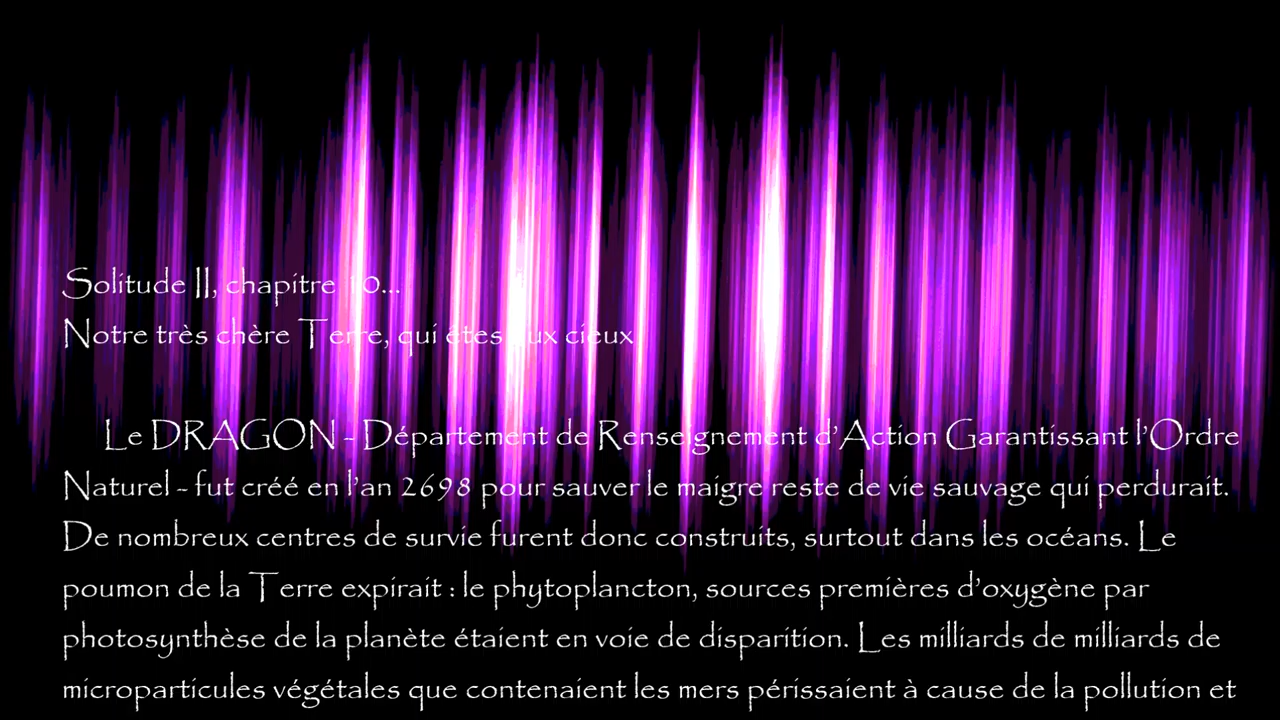 Solitude II, chapitre 10...
Notre très chère Terre, qui êtes aux cieux
Le DRAGON - Département de Renseignement d'Action Garantissant l'Ordre
Naturel - fut créé en l'an 2698 pour sauver le maigre reste de vie sauvage qui perdurait.
De nombreux centres de survie furent donc construits, surtout dans les océans. Le
poumon de la Terre expirait : le phytoplancton, sources premières d'oxygène par
photosynthèse de la planète étaient en voie de disparition. Les milliards de milliards de
microparticules végétales que contenaient les mers périssaient à cause de la pollution et